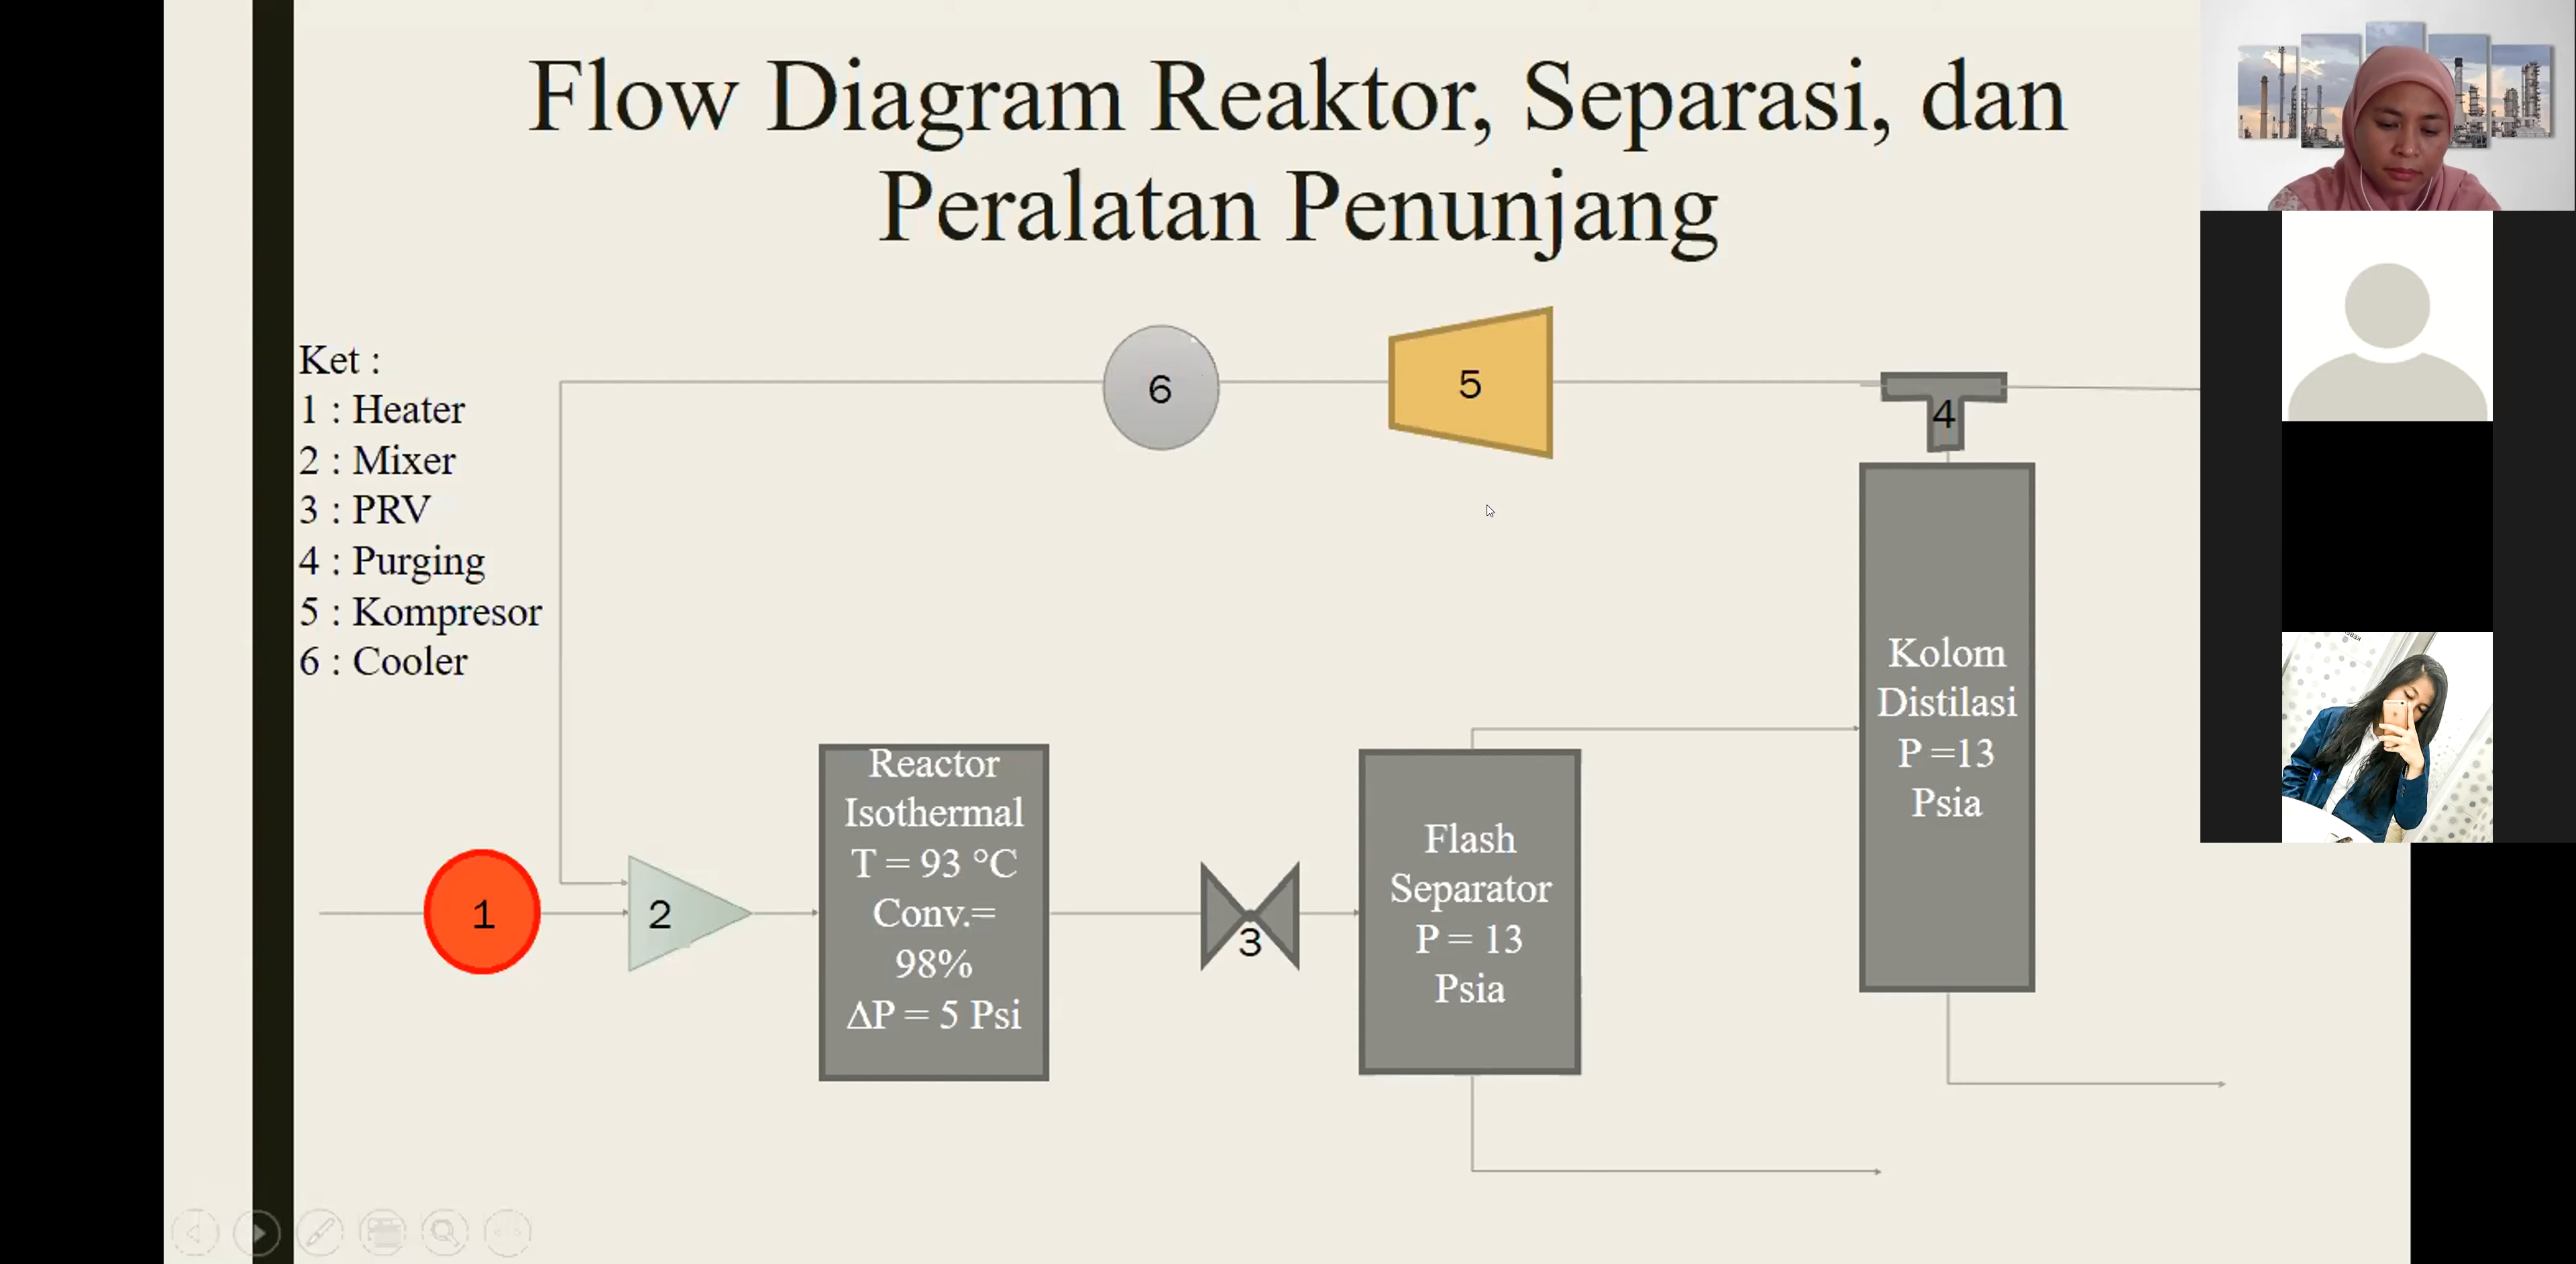 Flow Diagram Reaktor, Separasi, dan
Peralatan Penunjang
Ket :
1 : Heater
2 : Mixer
3 : PRV
4 : Purging
5 : Kompresor
6 : Cooler
6
5
4
Kolom
Distilasi
P =13
Psia
1
2
Reactor
Isothermal
T = 93 °C
Conv.=
98%
ΔP = 5 Psi
3
Flash
Separator
P = 13
Psia